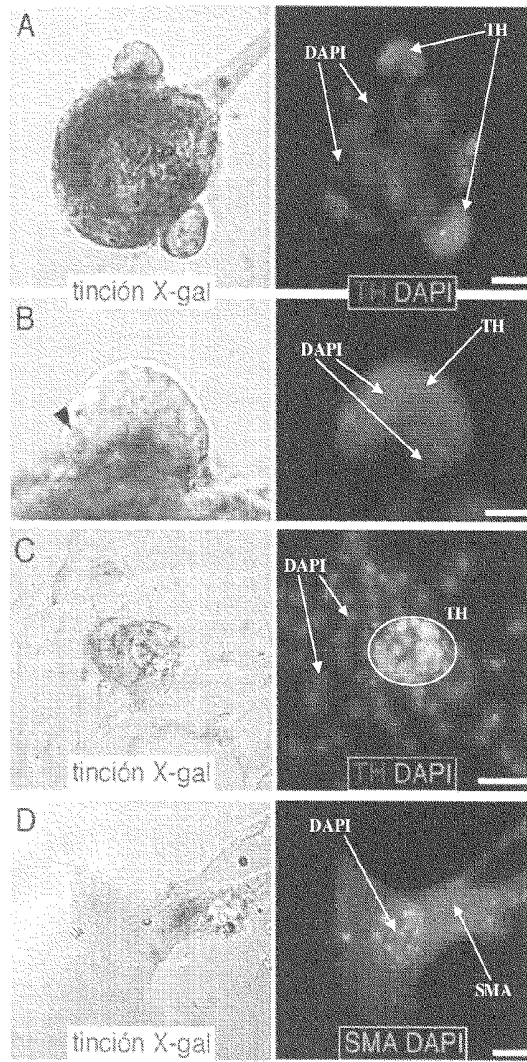 A
DAPI
TH
tinción X-gal
TH DAPI
B
DAPI
TH
C
DAPI
TH
tinción X-gal
TH DAPI
D
DAPI
SMA
tinción X-gal
SMA DAPI